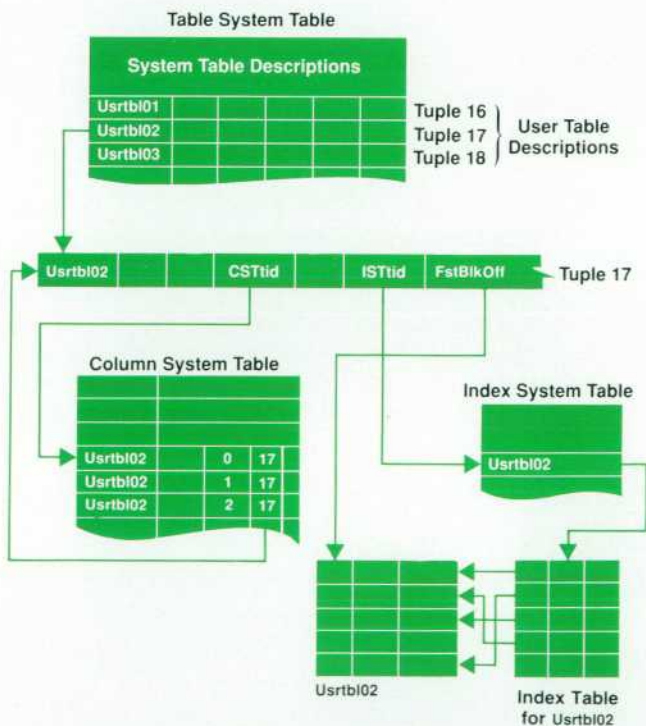 Table System Table
System Table Descriptions
Usrtbl01
Usrtbl02
Usrtbl03
Tuple 16
Tuple 17
Tuple 18
User Table
Descriptions
Usrtbl02
CSTtid
ISTtid
FstBlkOff
Tuple 17
Column System Table
Usrtbl02 0 17
Usrtbl02 1 17
Usrtbl02 2 17
Index System Table
Usrtbl02
Usrtbl02
Index Table
for Usrtbl02